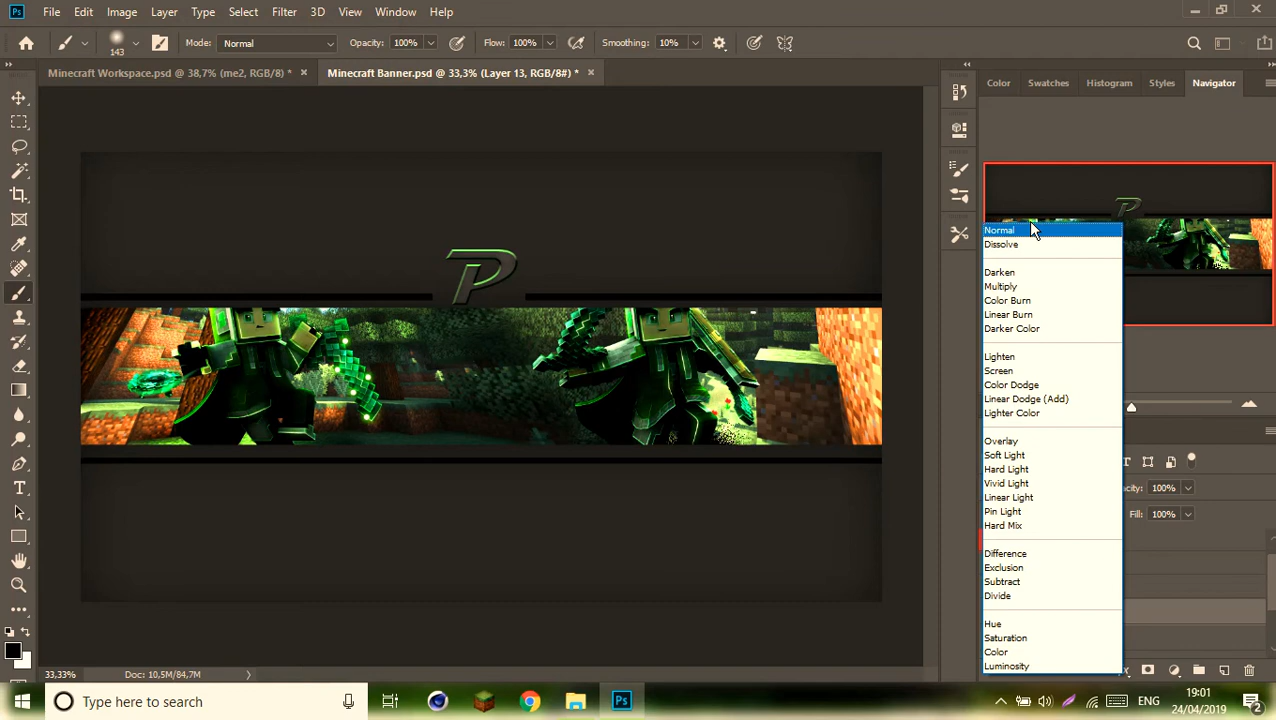 Ps File Edit Image Layer Type Select Filter 3D View Window Help
143 Mode: Normal Opacity: 100% Flow: 100% Smoothing: 10%
Minecraft Workspace.psd @ 38,7% (me2, RGB/8) * Minecraft Banner.psd @ 33,3% (Layer 13, RGB/8#) *
Color Swatches Histogram Styles Navigator
P
P
Normal
Dissolve
Darken
Multiply
Color Burn
Linear Burn
Darker Color
Lighten
Screen
Color Dodge
Linear Dodge (Add)
Lighter Color
Overlay
Soft Light
Hard Light
Vivid Light
Linear Light
Pin Light
Hard Mix
Difference
Exclusion
Subtract
Divide
Hue
Saturation
Color
Luminosity
acity: 100%
Fill: 100%
33,33% Doc: 10,5M/84,7M
Type here to search
Ps
ENG
19:01
24/04/2019
2